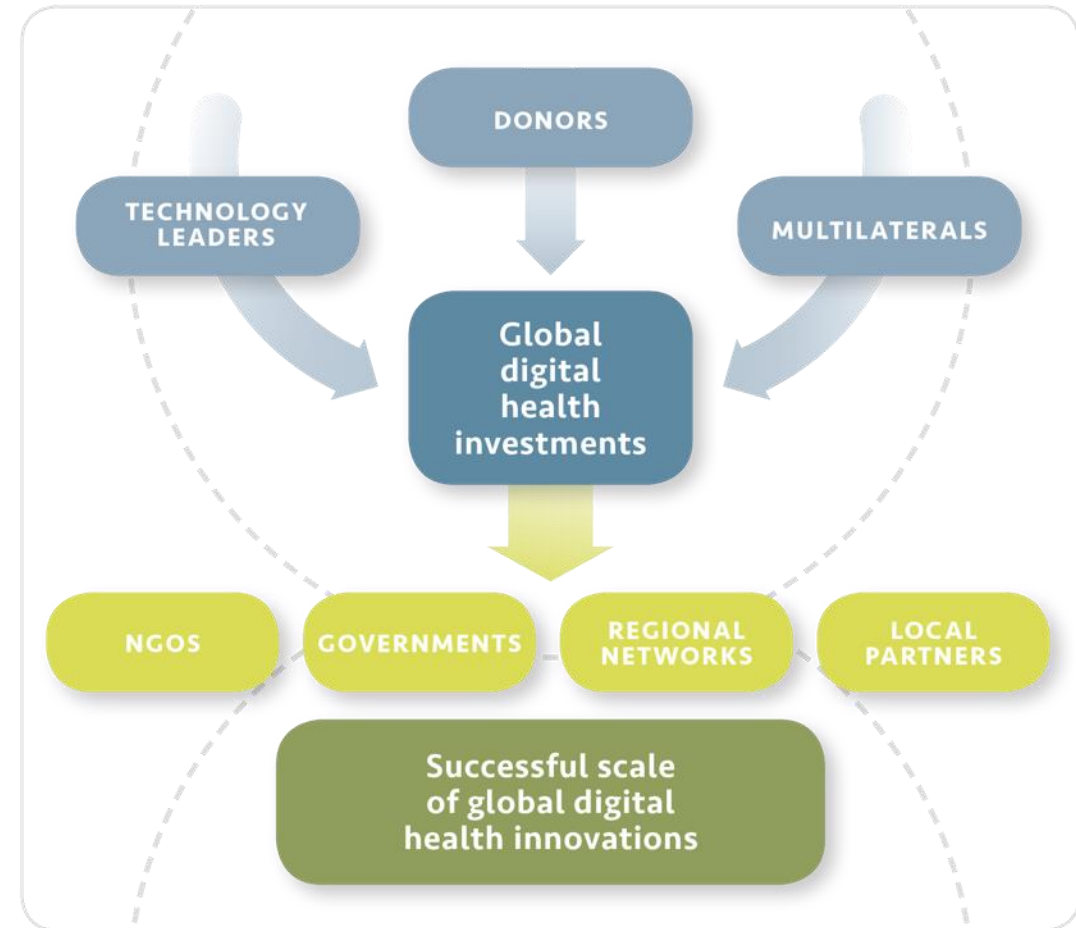 DONORS
TECHNOLOGY
LEADERS
MULTILATERALS
Global
digital
health
investments
NGOS
GOVERNMENTS
REGIONAL
NETWORKS
LOCAL
PARTNERS
Successful scale
of global digital
health innovations